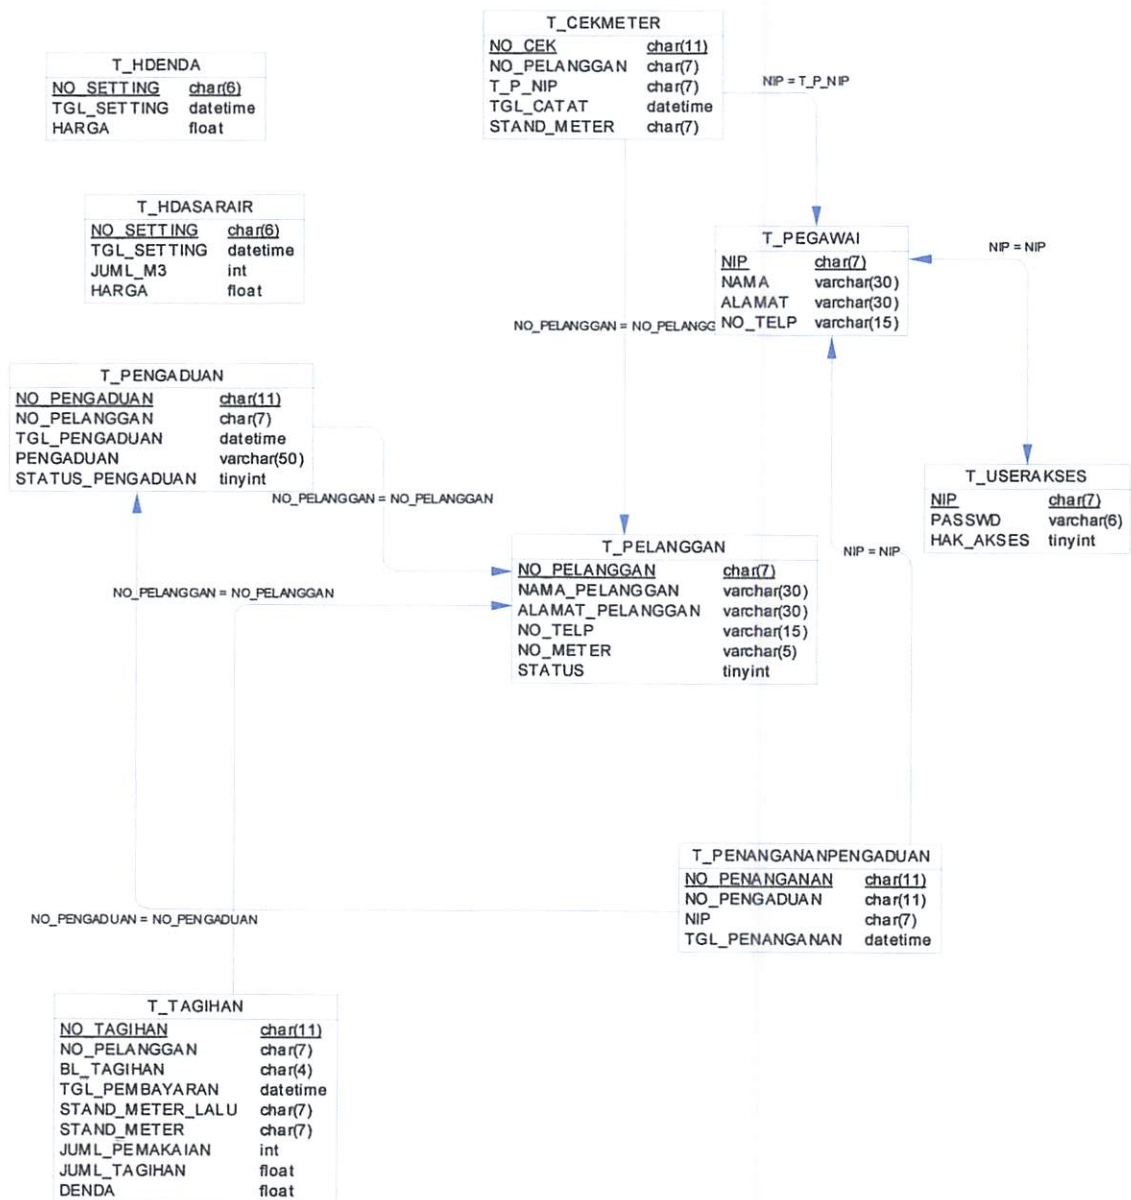 T_CEKMETER
NO_CEK char(11)
NO_PELANGGAN char(7)
T_P_NIP char(7)
TGL_CATAT datetime
STAND_METER char(7)
T_HDENDA
NO_SETTING char(6)
TGL_SETTING datetime
HARGA float
NIP = T_P_NIP
T_HDASARAIR
NO_SETTING char(6)
TGL_SETTING datetime
JUML_M3 int
HARGA float
T_PEGAWAI
NIP char(7)
NAMA varchar(30)
ALAMAT varchar(30)
NO_TELP varchar(15)
NIP = NIP
NO_PELANGGAN = NO_PELANGG
T_PENGADUAN
NO_PENGADUAN char(11)
NO_PELANGGAN char(7)
TGL_PENGADUAN datetime
PENGADUAN varchar(50)
STATUS_PENGADUAN tinyint
NO_PELANGGAN = NO_PELANGGAN
T_USERAKSES
NIP char(7)
PASSWD varchar(6)
HAK_AKSES tinyint
T_PELANGGAN
NO_PELANGGAN char(7)
NAMA_PELANGGAN varchar(30)
ALAMAT_PELANGGAN varchar(30)
NO_TELP varchar(15)
NO_METER varchar(5)
STATUS tinyint
NIP = NIP
NO_PELANGGAN = NO_PELANGGAN
T_PENANGANANPENGADUAN
NO_PENANGANAN char(11)
NO_PENGADUAN char(11)
NIP char(7)
TGL_PENANGANAN datetime
NO_PENGADUAN = NO_PENGADUAN
T_TAGIHAN
NO_TAGIHAN char(11)
NO_PELANGGAN char(7)
BL_TAGIHAN char(4)
TGL_PEMBAYARAN datetime
STAND_METER_LALU char(7)
STAND_METER char(7)
JUML_PEMAKAIAN int
JUML_TAGIHAN float
DENDA float